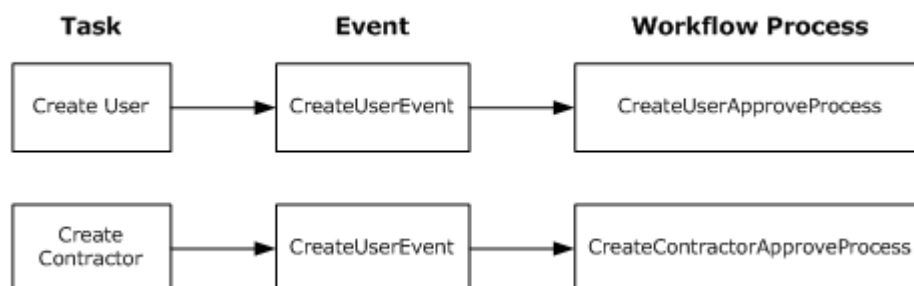 Task Event Workflow Process
Create User CreateUserEvent CreateUserApproveProcess
Create
Contractor CreateUserEvent CreateContractorApproveProcess